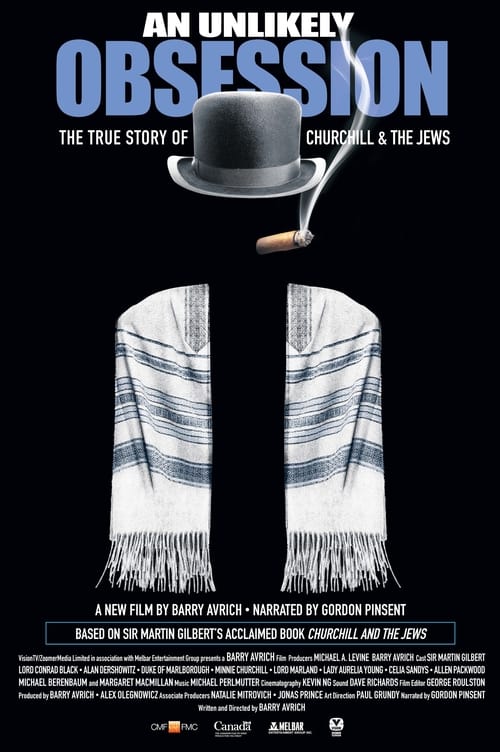 AN UNLIKELY
OBSESSION
THE TRUE STORY OF CHURCHILL & THE JEWS
A NEW FILM BY BARRY AVRICH • NARRATED BY GORDON PINSENT
BASED ON SIR MARTIN GILBERT'S ACCLAIMED BOOK CHURCHILL AND THE JEWS
VisionTV/ZoomerMedia Limited in association with Melbar Entertainment Group presents a BARRY AVRICH Film Producers MICHAEL A. LEVINE BARRY AVRICH Cast SIR MARTIN GILBERT
LORD CONRAD BLACK • ALAN DERSHOWITZ • DUKE OF MARLBOROUGH • MINNIE CHURCHILL • LORD MARLAND • LADY AURELIA YOUNG • CELIA SANDYS • ALLEN PACKWOOD
MICHAEL BERENBAUM and MARGARET MACMILLAN Music MICHAEL PERLMUTTER Cinematography KEVIN NG Sound DAVE RICHARDS Film Editor GEORGE ROULSTON
Produced by BARRY AVRICH • ALEX OLEGNOWICZ Associate Producers NATALIE MITROVICH • JONAS PRINCE Art Direction PAUL GRUNDY Narrated by GORDON PINSENT
Written and Directed by BARRY AVRICH
CMF FMC Canada MELBAR
ENTERTAINMENT GROUP INC.